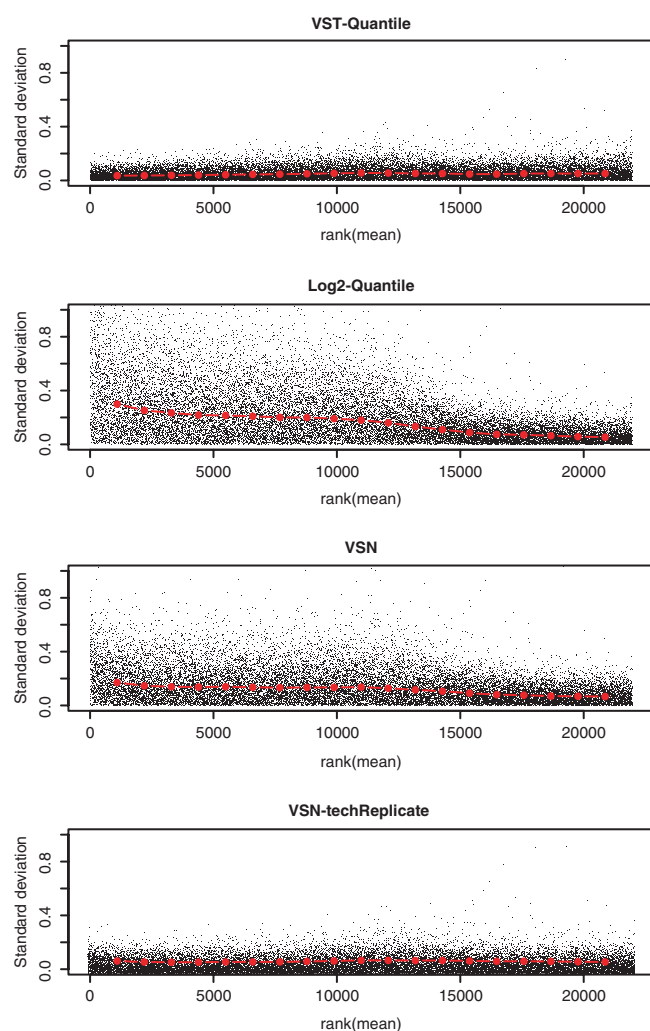 VST-Quantile
Standard deviation
0.8
0.4
0.0
0 5000 10000 15000 20000
rank(mean)
Log2-Quantile
Standard deviation
0.8
0.4
0.0
0 5000 10000 15000 20000
rank(mean)
VSN
Standard deviation
0.8
0.4
0.0
0 5000 10000 15000 20000
rank(mean)
VSN-techReplicate
Standard deviation
0.8
0.4
0.0
0 5000 10000 15000 20000
rank(mean)